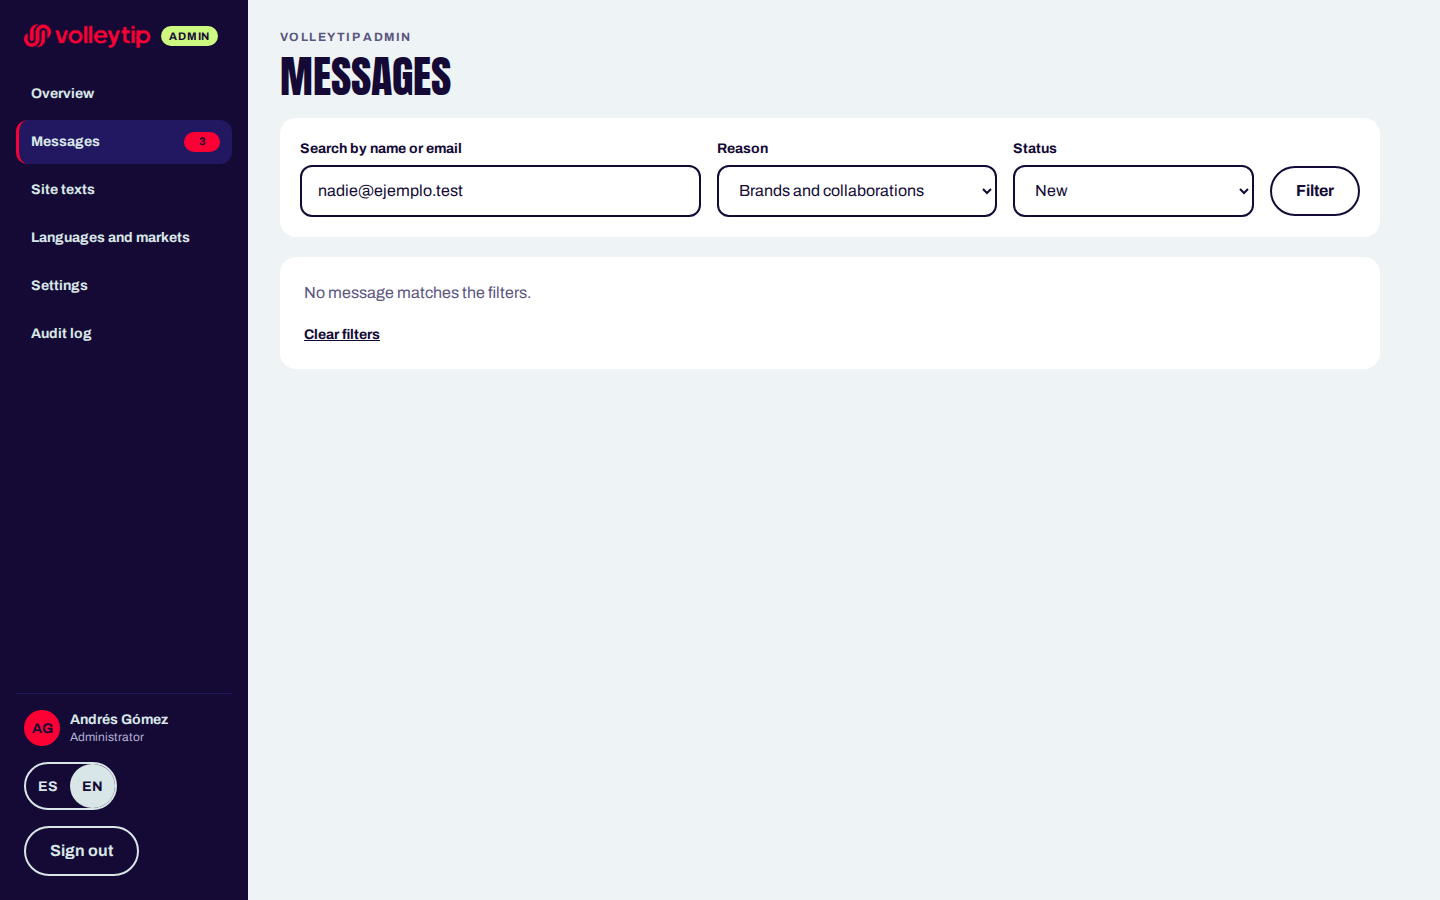 volleytip ADMIN
Overview
Messages 3
Site texts
Languages and markets
Settings
Audit log
AG Andrés Gómez
Administrator
ES EN
Sign out
VOLLEYTIP ADMIN
MESSAGES
Search by name or email
nadie@ejemplo.test
Reason
Brands and collaborations
Status
New
Filter
No message matches the filters.
Clear filters